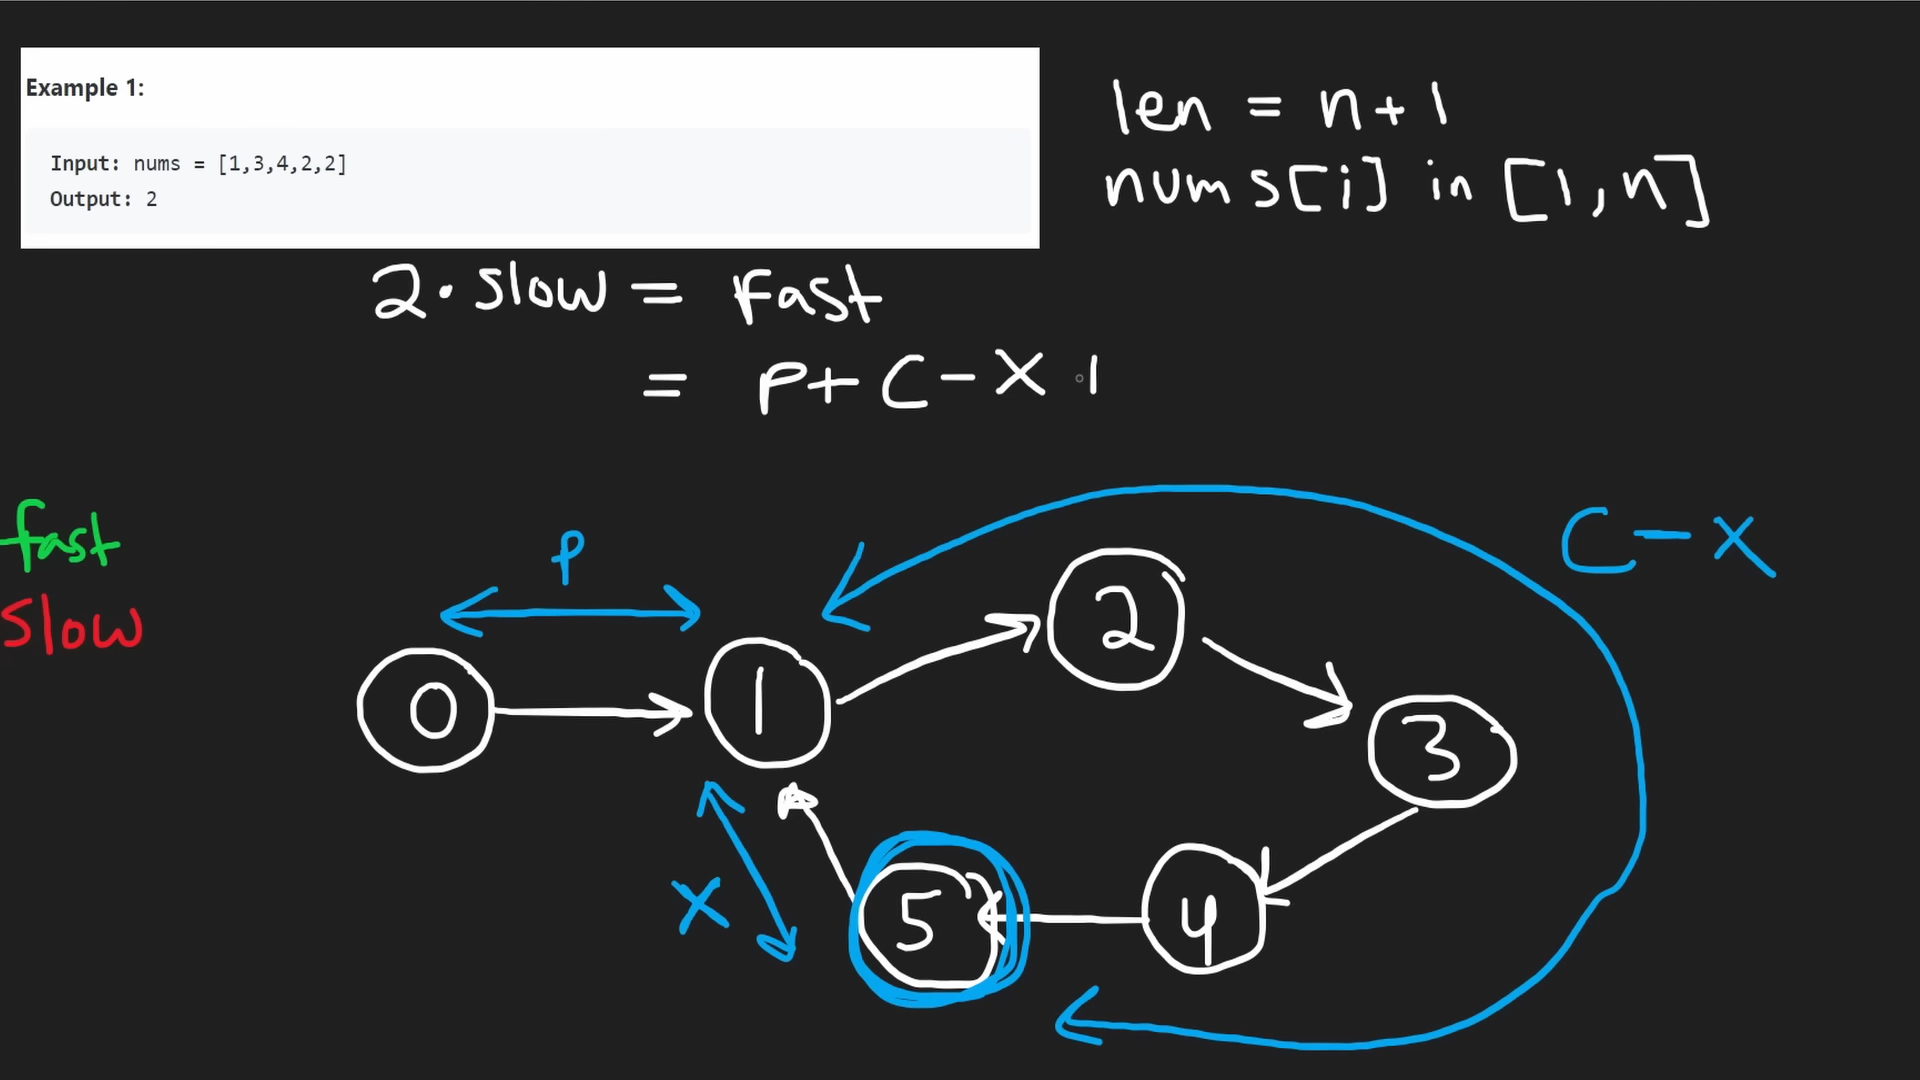 Example 1:
Input: nums = [1,3,4,2,2]
Output: 2
len = n+1
nums[i] in [1,n]
2·slow = Fast
= P+C-X
fast
slow
P
C-X
0
1
2
3
4
5
X